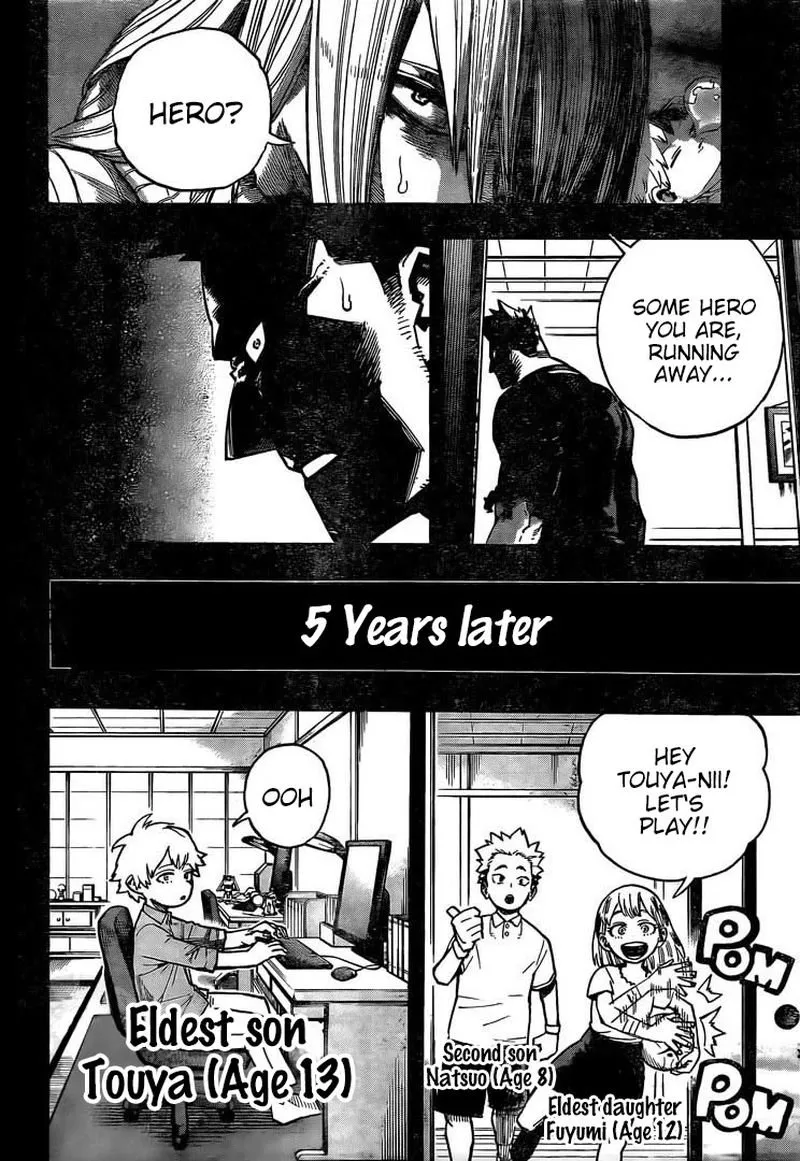 HERO?
SOME HERO
YOU ARE,
RUNNING
AWAY...
5 Years later
HEY
TOUYA-NII!
LET'S
PLAY!!
POM
POM
Second son
Natsuo (Age 8)
Eldest daughter
Fuyumi (Age 12)
OOH
Eldest son
Touya (Age 13)